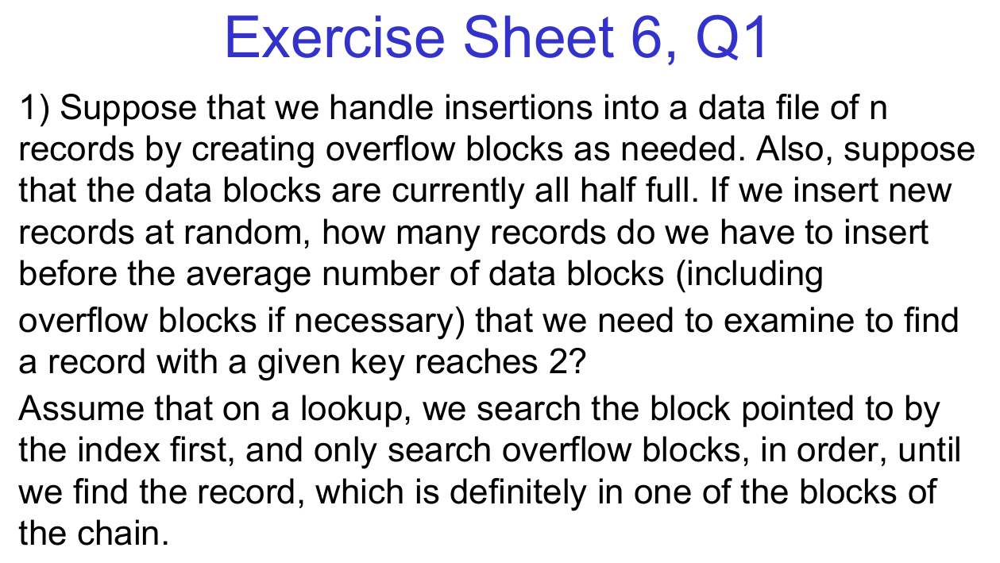 Exercise Sheet 6, Q1
1) Suppose that we handle insertions into a data file of n
records by creating overflow blocks as needed. Also, suppose
that the data blocks are currently all half full. If we insert new
records at random, how many records do we have to insert
before the average number of data blocks (including
overflow blocks if necessary) that we need to examine to find
a record with a given key reaches 2?
Assume that on a lookup, we search the block pointed to by
the index first, and only search overflow blocks, in order, until
we find the record, which is definitely in one of the blocks of
the chain.